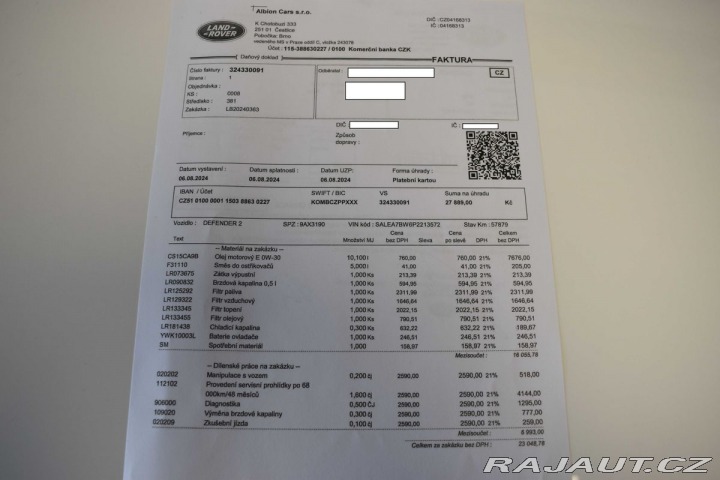 Albion Cars s.r.o.
LAND-ROVER
K Chotobuzi 333
251 01 Čestlice
Pobočka: Brno
DIČ : CZ04168313
IČ : 04168313
Účet : 115-3886630227 / 0100 Komerční banka CZK
Daňový doklad
FAKTURA
Číslo faktury : 324330091
Strana : 1
Objednávka :
KS : 0008
Středisko : 381
Zakázka : LB20240363
Odběratel :
CZ
DIČ :
IČ :
Příjemce :
Způsob dopravy :
Datum vystavení : Datum splatnosti : Datum UZP: Forma úhrady :
06.08.2024 06.08.2024 06.08.2024 Platební kartou
IBAN / Účet SWIFT / BIC VS Suma na úhradu
CZ51 0100 0001 1503 8863 0227 KOMBCZPPXXX 324330091 27 889,00 Kč
Vozidlo : DEFENDER 2 SPZ : 9AX3190 VIN kód : SALEA7BW6P2213572 Stav Km : 57879
Text Množství MJ Cena bez DPH Sleva Cena po slevě DPH Celkem bez DPH
-- Materiál na zakázku --
CS15CA9B Olej motorový E 0W-30 10,100 l 760,00 760,00 21% 7676,00
F31110 Směs do ostřikovačů 5,000 l 41,00 41,00 21% 205,00
LR073675 Zátka výpustní 1,000 Ks 213,39 213,39 21% 213,39
LR090832 Brzdová kapalina 0,5 l 1,000 Ks 594,95 594,95 21% 594,95
LR125292 Filtr paliva 1,000 Ks 2311,99 2311,99 21% 2311,99
LR129322 Filtr vzduchový 1,000 Ks 1646,64 1646,64 21% 1646,64
LR133345 Filtr topení 1,000 Ks 2022,15 2022,15 21% 2022,15
LR133455 Filtr olejový 1,000 Ks 790,51 790,51 21% 790,51
LR181438 Chladicí kapalina 0,300 Ks 632,22 632,22 21% 189,67
YWK10003L Baterie ovladače 1,000 Ks 246,51 246,51 21% 246,51
SM Spotřební materiál 1,000 158,97 158,97 21% 158,97
Mezisoučet : 16 055,78
-- Dílenské práce na zakázku --
020202 Manipulace s vozem 0,200 čj 2590,00 2590,00 21% 518,00
112102 Provedení servisní prohlídky po 68
000km/48 měsíců 1,600 čj 2590,00 2590,00 21% 4144,00
906000 Diagnostika 0,500 ČJ 2590,00 2590,00 21% 1295,00
109020 Výměna brzdové kapaliny 0,300 čj 2590,00 2590,00 21% 777,00
020209 Zkušební jízda 0,100 čj 2590,00 2590,00 21% 259,00
Mezisoučet : 6 993,00
Celkem za zakázku bez DPH : 23 048,78
RAJAUT.CZ